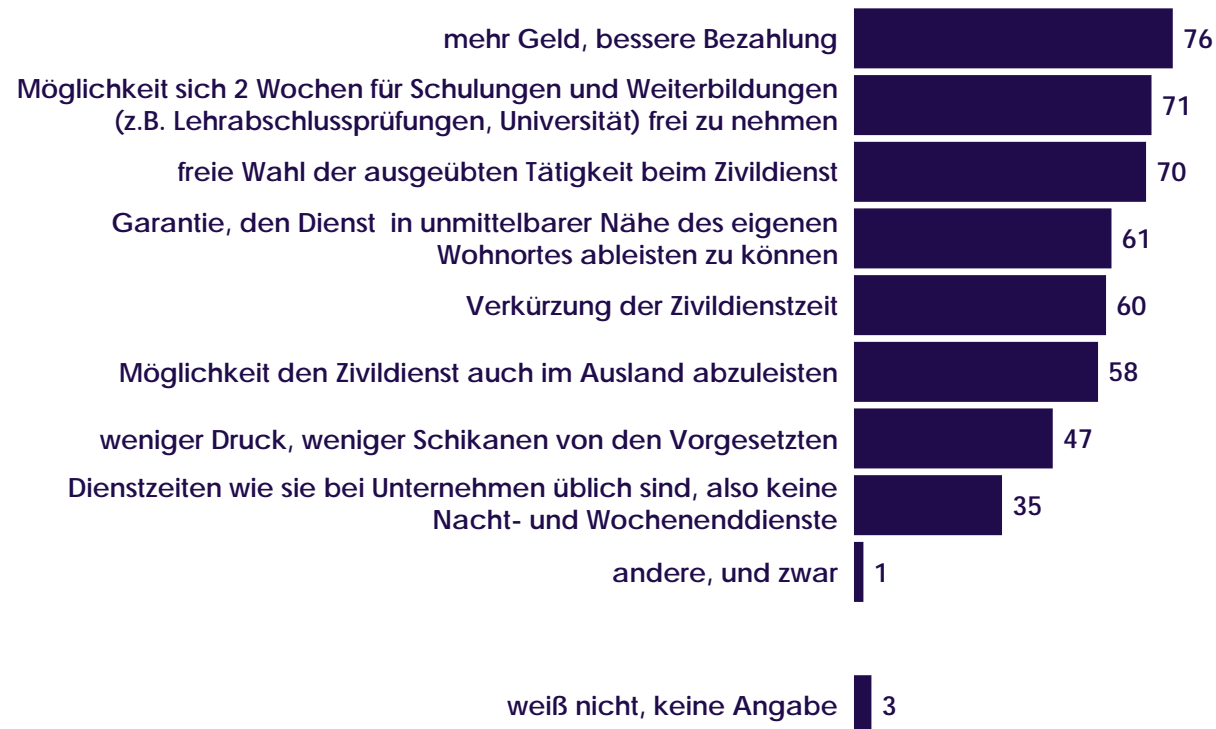 mehr Geld, bessere Bezahlung 76
Möglichkeit sich 2 Wochen für Schulungen und Weiterbildungen
(z.B. Lehrabschlussprüfungen, Universität) frei zu nehmen 71
freie Wahl der ausgeübten Tätigkeit beim Zivildienst 70
Garantie, den Dienst in unmittelbarer Nähe des eigenen
Wohnortes ableisten zu können 61
Verkürzung der Zivildienstzeit 60
Möglichkeit den Zivildienst auch im Ausland abzuleisten 58
weniger Druck, weniger Schikanen von den Vorgesetzten 47
Dienstzeiten wie sie bei Unternehmen üblich sind, also keine
Nacht- und Wochenenddienste 35
andere, und zwar 1
weiß nicht, keine Angabe 3